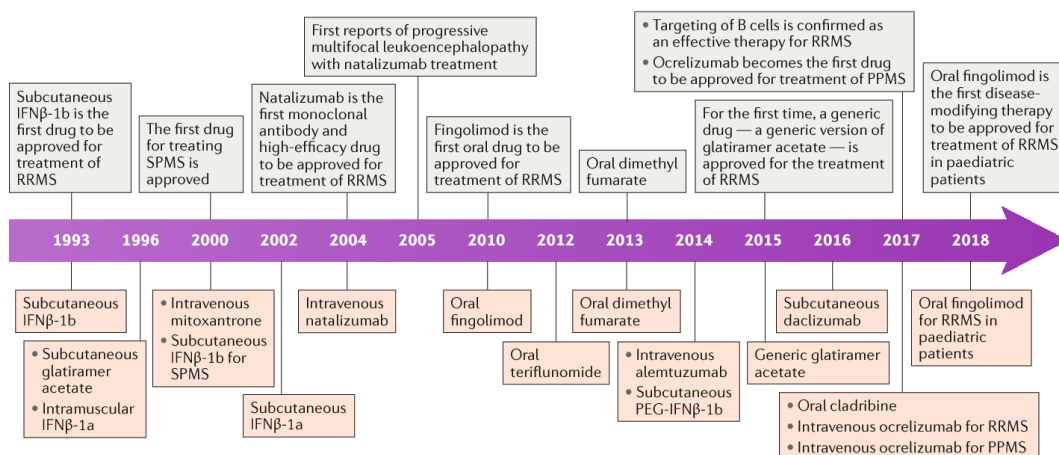 First reports of progressive
multifocal leukoencephalopathy
with natalizumab treatment
• Targeting of B cells is confirmed as
an effective therapy for RRMS
• Ocrelizumab becomes the first drug
to be approved for treatment of PPMS
Subcutaneous
IFNβ-1b is the
first drug to be
approved for
treatment of
RRMS
The first drug
for treating
SPMS is
approved
Natalizumab is the
first monoclonal
antibody and
high-efficacy drug
to be approved for
treatment of RRMS
Fingolimod is the
first oral drug to be
approved for
treatment of RRMS
Oral dimethyl
fumarate
For the first time, a generic
drug — a generic version of
glatiramer acetate — is
approved for the treatment
of RRMS
Oral fingolimod is
the first disease-
modifying therapy
to be approved for
treatment of RRMS
in paediatric
patients
1993 1996 2000 2002 2004 2005 2010 2012 2013 2014 2015 2016 2017 2018
Subcutaneous
IFNβ-1b
• Subcutaneous
glatiramer
acetate
• Intramuscular
IFNβ-1a
• Intravenous
mitoxantrone
• Subcutaneous
IFNβ-1b for
SPMS
Subcutaneous
IFNβ-1a
Intravenous
natalizumab
Oral
fingolimod
Oral
teriflunomide
Oral dimethyl
fumarate
• Intravenous
alemtuzumab
• Subcutaneous
PEG-IFNβ-1b
Generic glatiramer
acetate
Subcutaneous
daclizumab
• Oral cladribine
• Intravenous ocrelizumab for RRMS
• Intravenous ocrelizumab for PPMS
Oral fingolimod
for RRMS in
paediatric
patients